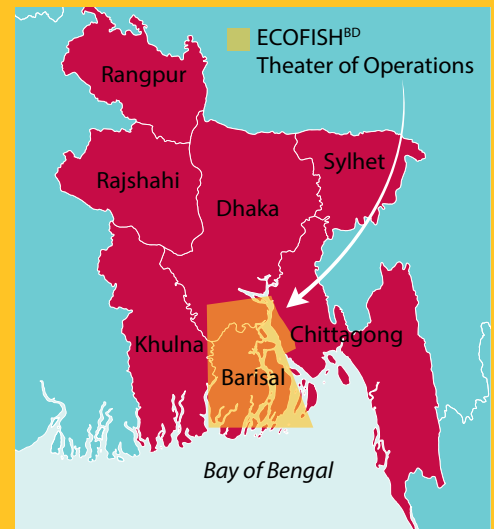 ECOFISHBD
Theater of Operations
Rangpur
Rajshahi
Sylhet
Dhaka
Khulna
Chittagong
Barisal
Bay of Bengal